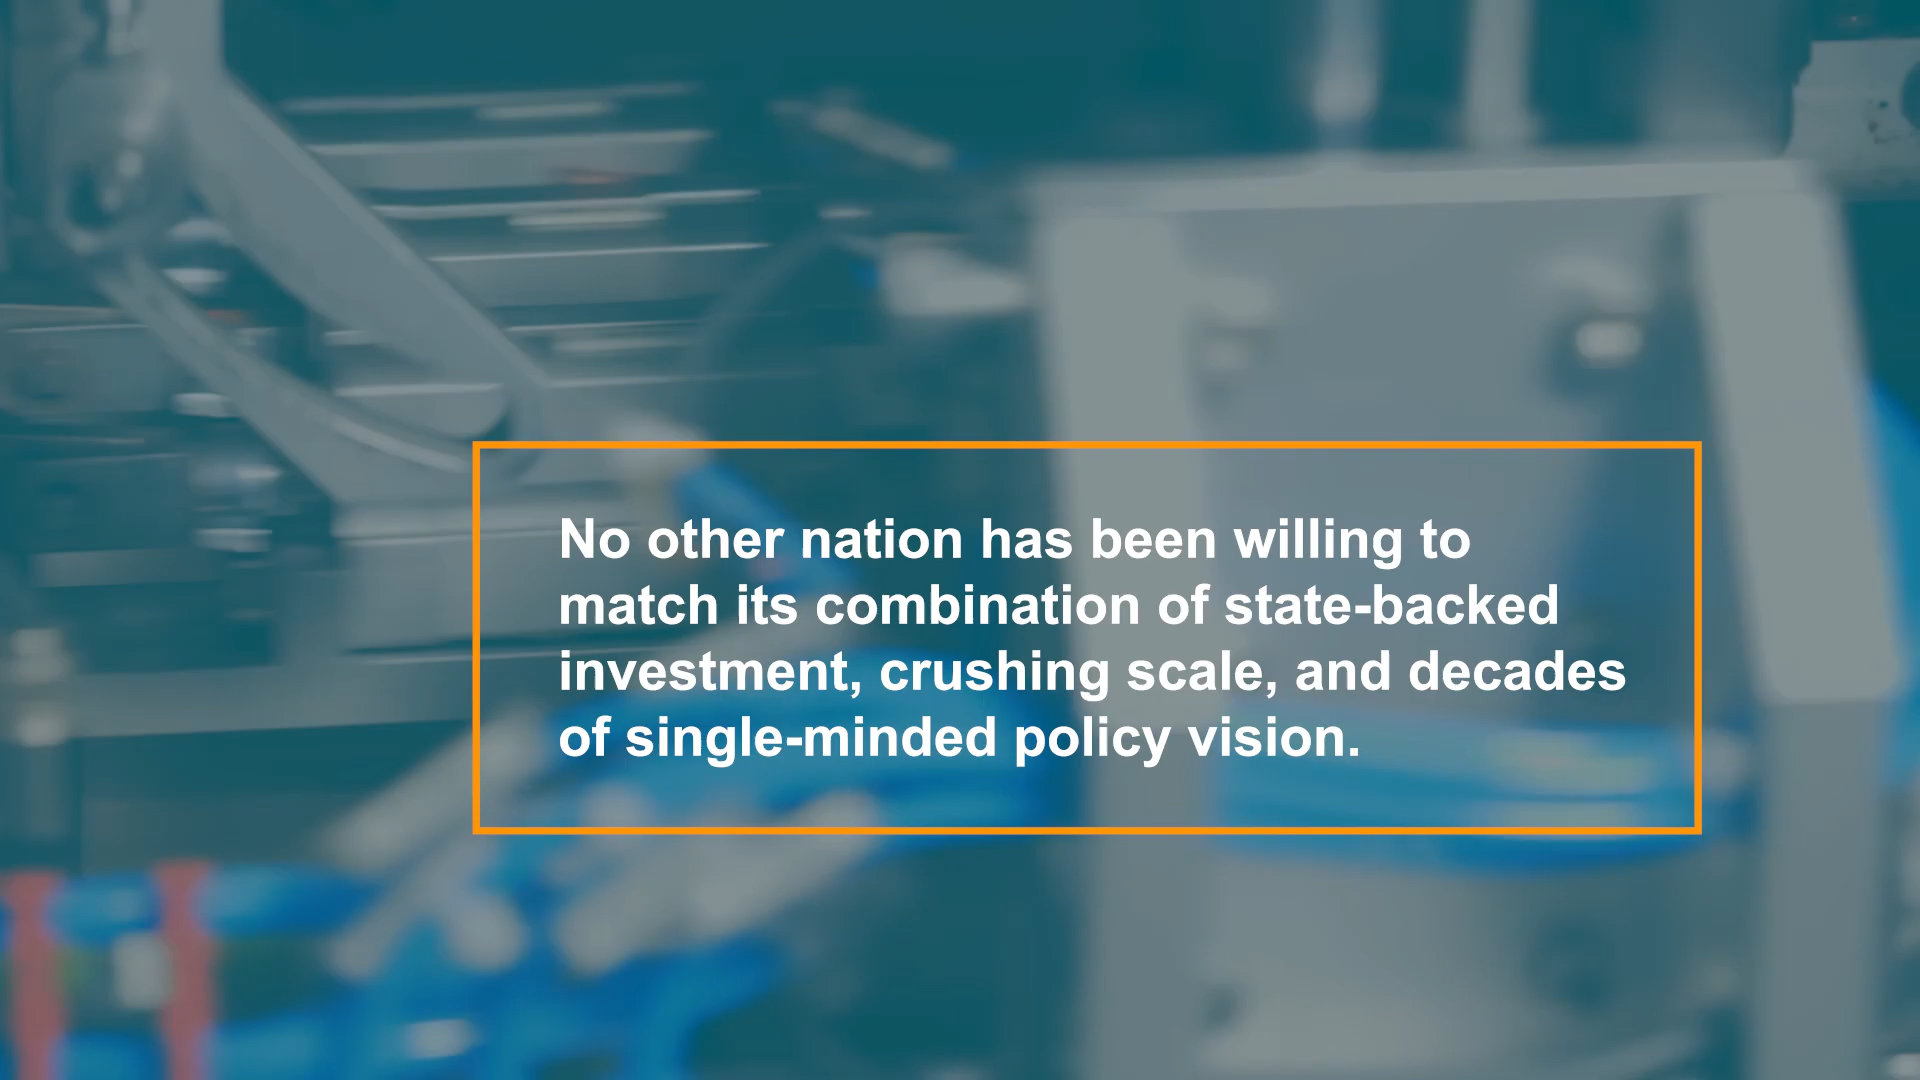 No other nation has been willing to
match its combination of state-backed
investment, crushing scale, and decades
of single-minded policy vision.